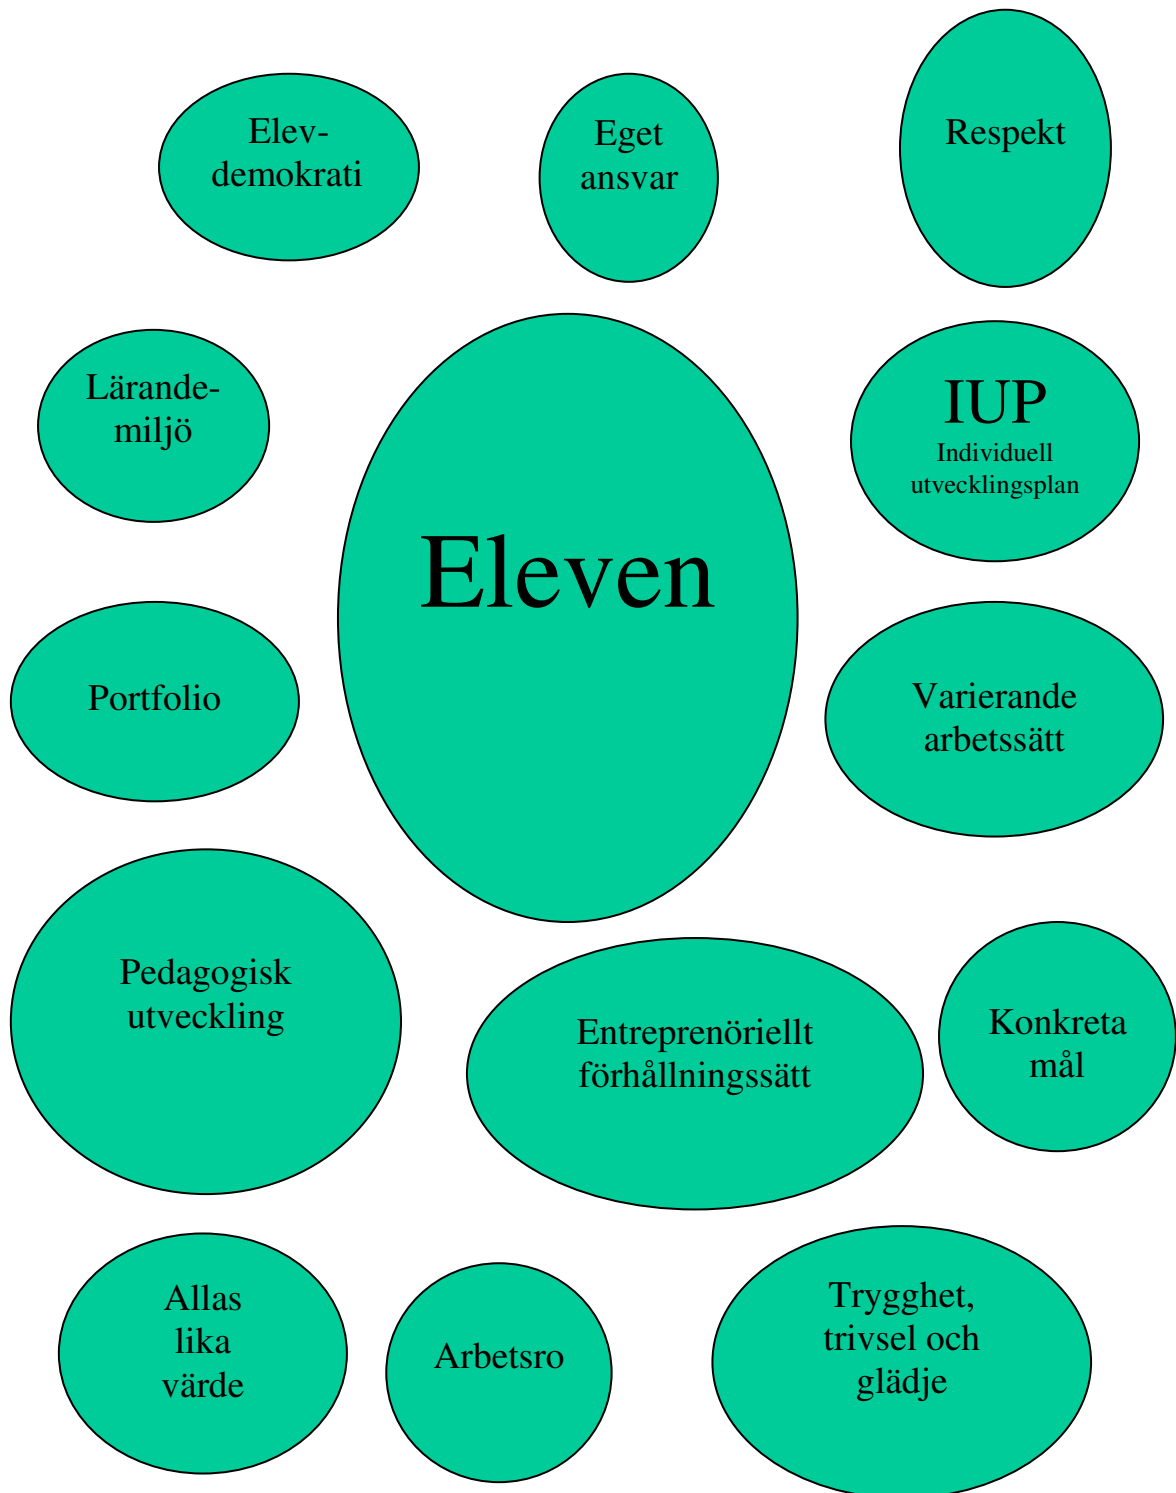 Elev-
demokrati
Eget
ansvar
Respekt
Lärande-
miljö
IUP
Individuell
utvecklingsplan
Eleven
Portfolio
Varierande
arbetssätt
Pedagogisk
utveckling
Entreprenöriellt
förhållningssätt
Konkreta
mål
Allas
lika
värde
Arbetsro
Trygghet,
trivsel och
glädje